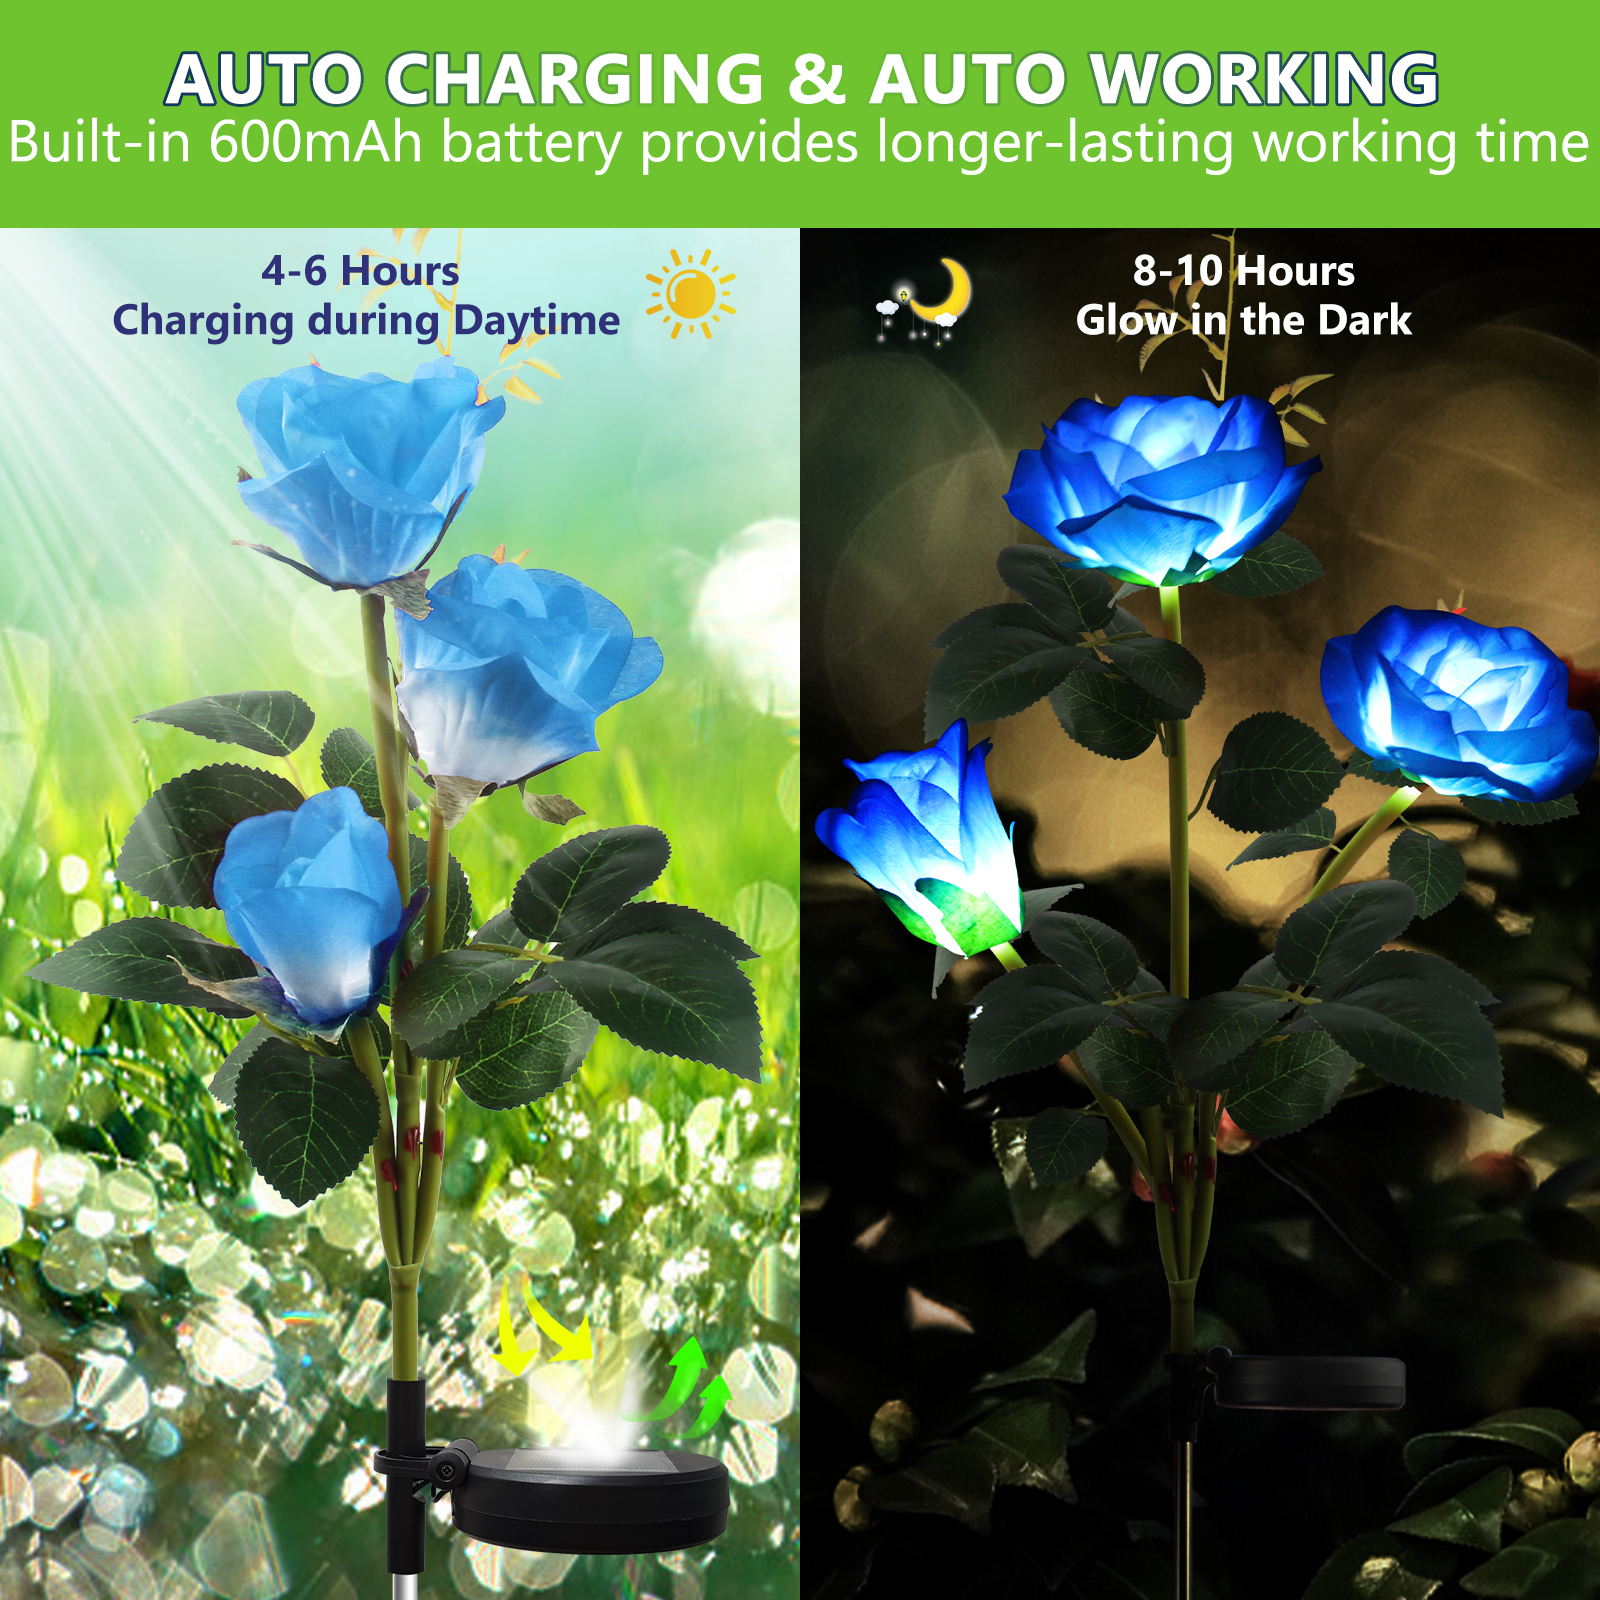 AUTO CHARGING & AUTO WORKING
Built-in 600mAh battery provides longer-lasting working time
4-6 Hours
Charging during Daytime
8-10 Hours
Glow in the Dark